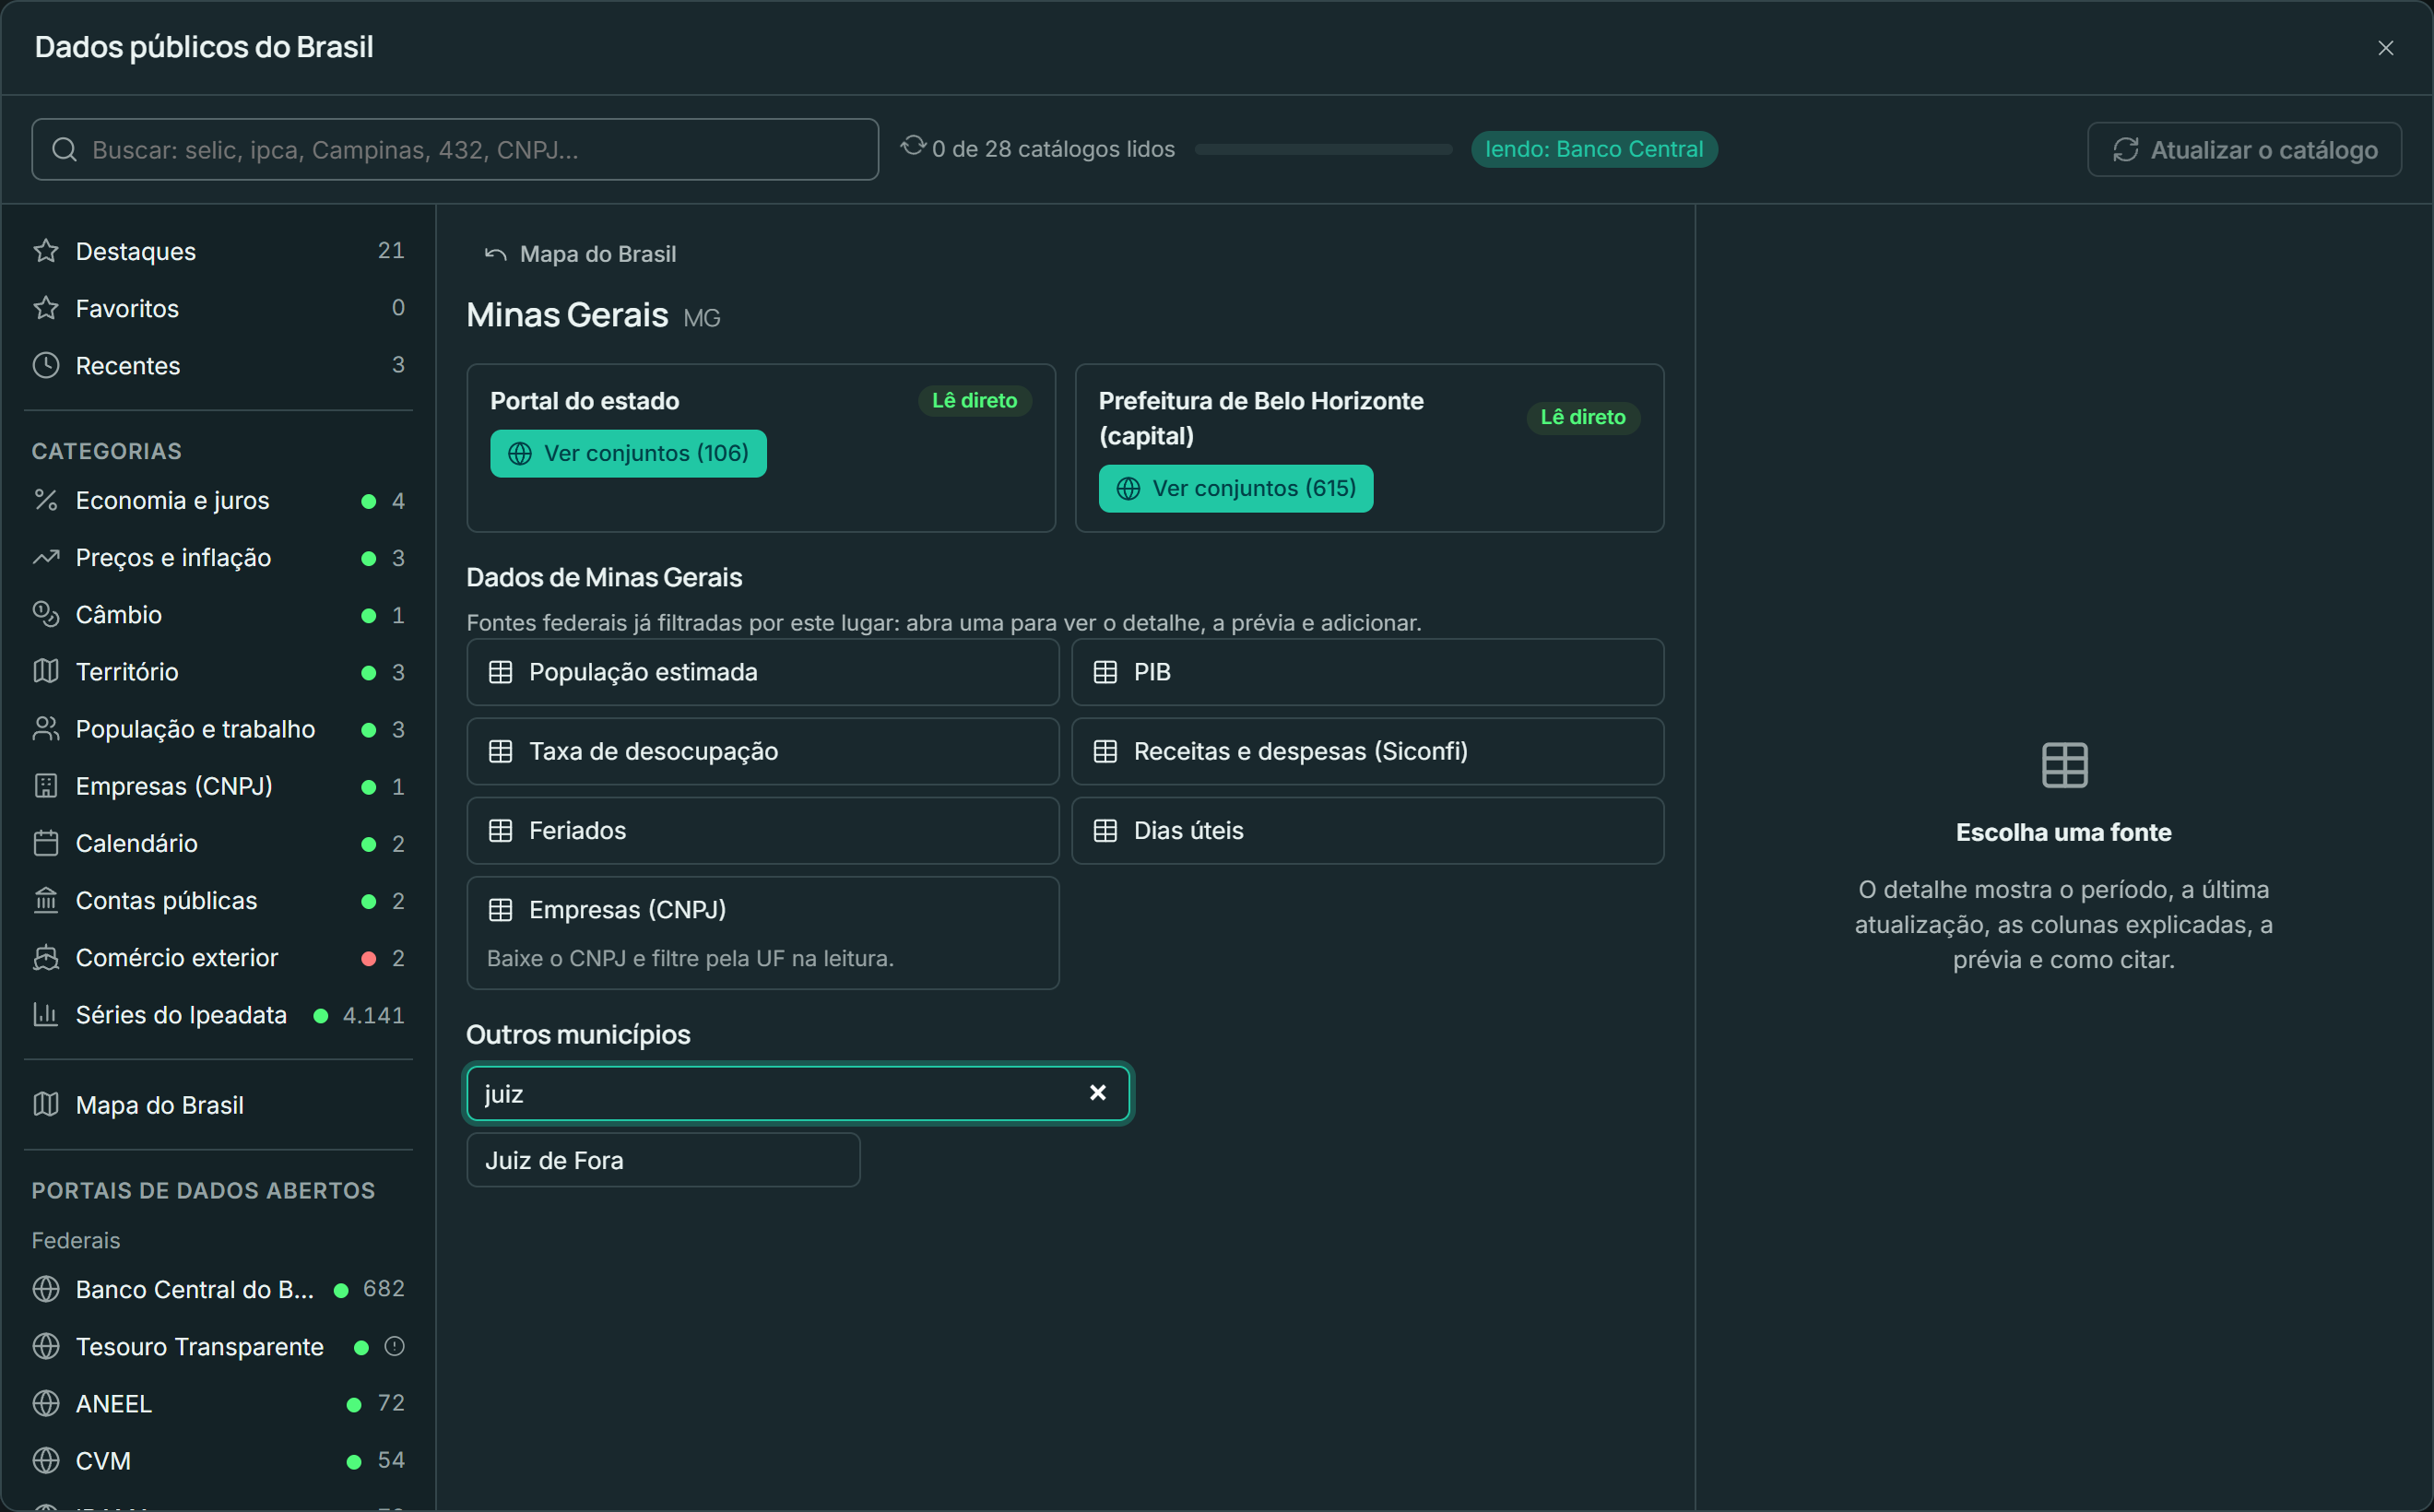 Dados públicos do Brasil
Buscar: selic, ipca, Campinas, 432, CNPJ...
0 de 28 catálogos lidos
lendo: Banco Central
Atualizar o catálogo
Destaques 21
Favoritos 0
Recentes 3
CATEGORIAS
Economia e juros 4
Preços e inflação 3
Câmbio 1
Território 3
População e trabalho 3
Empresas (CNPJ) 1
Calendário 2
Contas públicas 2
Comércio exterior 2
Séries do Ipeadata 4.141
Mapa do Brasil
PORTAIS DE DADOS ABERTOS
Federais
Banco Central do B... 682
Tesouro Transparente
ANEEL 72
CVM 54
Mapa do Brasil
Minas Gerais MG
Portal do estado
Lê direto
Ver conjuntos (106)
Prefeitura de Belo Horizonte
(capital)
Lê direto
Ver conjuntos (615)
Dados de Minas Gerais
Fontes federais já filtradas por este lugar: abra uma para ver o detalhe, a prévia e adicionar.
População estimada
PIB
Taxa de desocupação
Receitas e despesas (Siconfi)
Feriados
Dias úteis
Empresas (CNPJ)
Baixe o CNPJ e filtre pela UF na leitura.
Outros municípios
juiz
Juiz de Fora
Escolha uma fonte
O detalhe mostra o período, a última
atualização, as colunas explicadas, a
prévia e como citar.